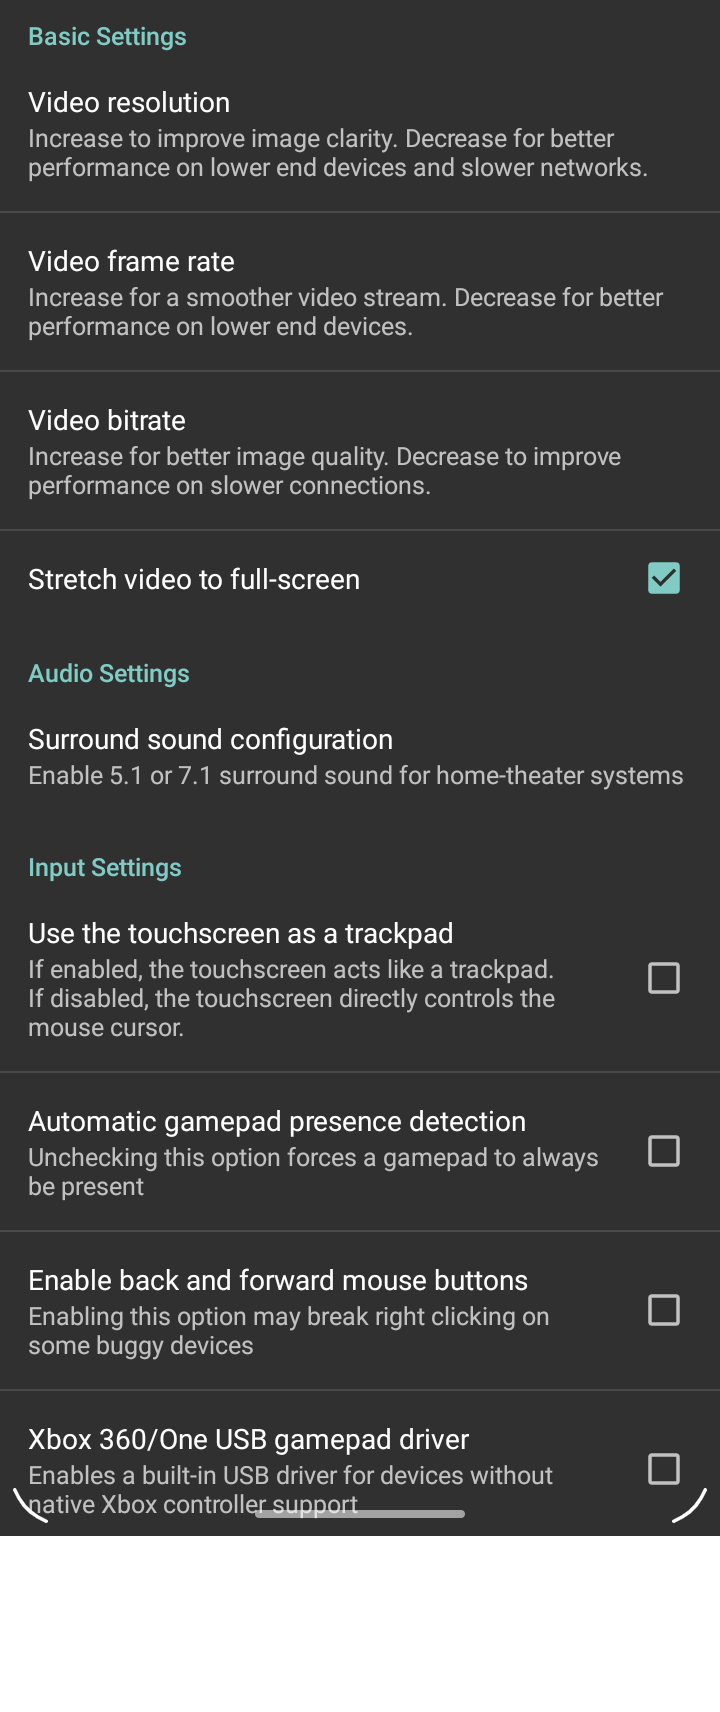 Basic Settings
Video resolution
Increase to improve image clarity. Decrease for better
performance on lower end devices and slower networks.
Video frame rate
Increase for a smoother video stream. Decrease for better
performance on lower end devices.
Video bitrate
Increase for better image quality. Decrease to improve
performance on slower connections.
Stretch video to full-screen
Audio Settings
Surround sound configuration
Enable 5.1 or 7.1 surround sound for home-theater systems
Input Settings
Use the touchscreen as a trackpad
If enabled, the touchscreen acts like a trackpad.
If disabled, the touchscreen directly controls the
mouse cursor.
Automatic gamepad presence detection
Unchecking this option forces a gamepad to always
be present
Enable back and forward mouse buttons
Enabling this option may break right clicking on
some buggy devices
Xbox 360/One USB gamepad driver
Enables a built-in USB driver for devices without
native Xbox controller support